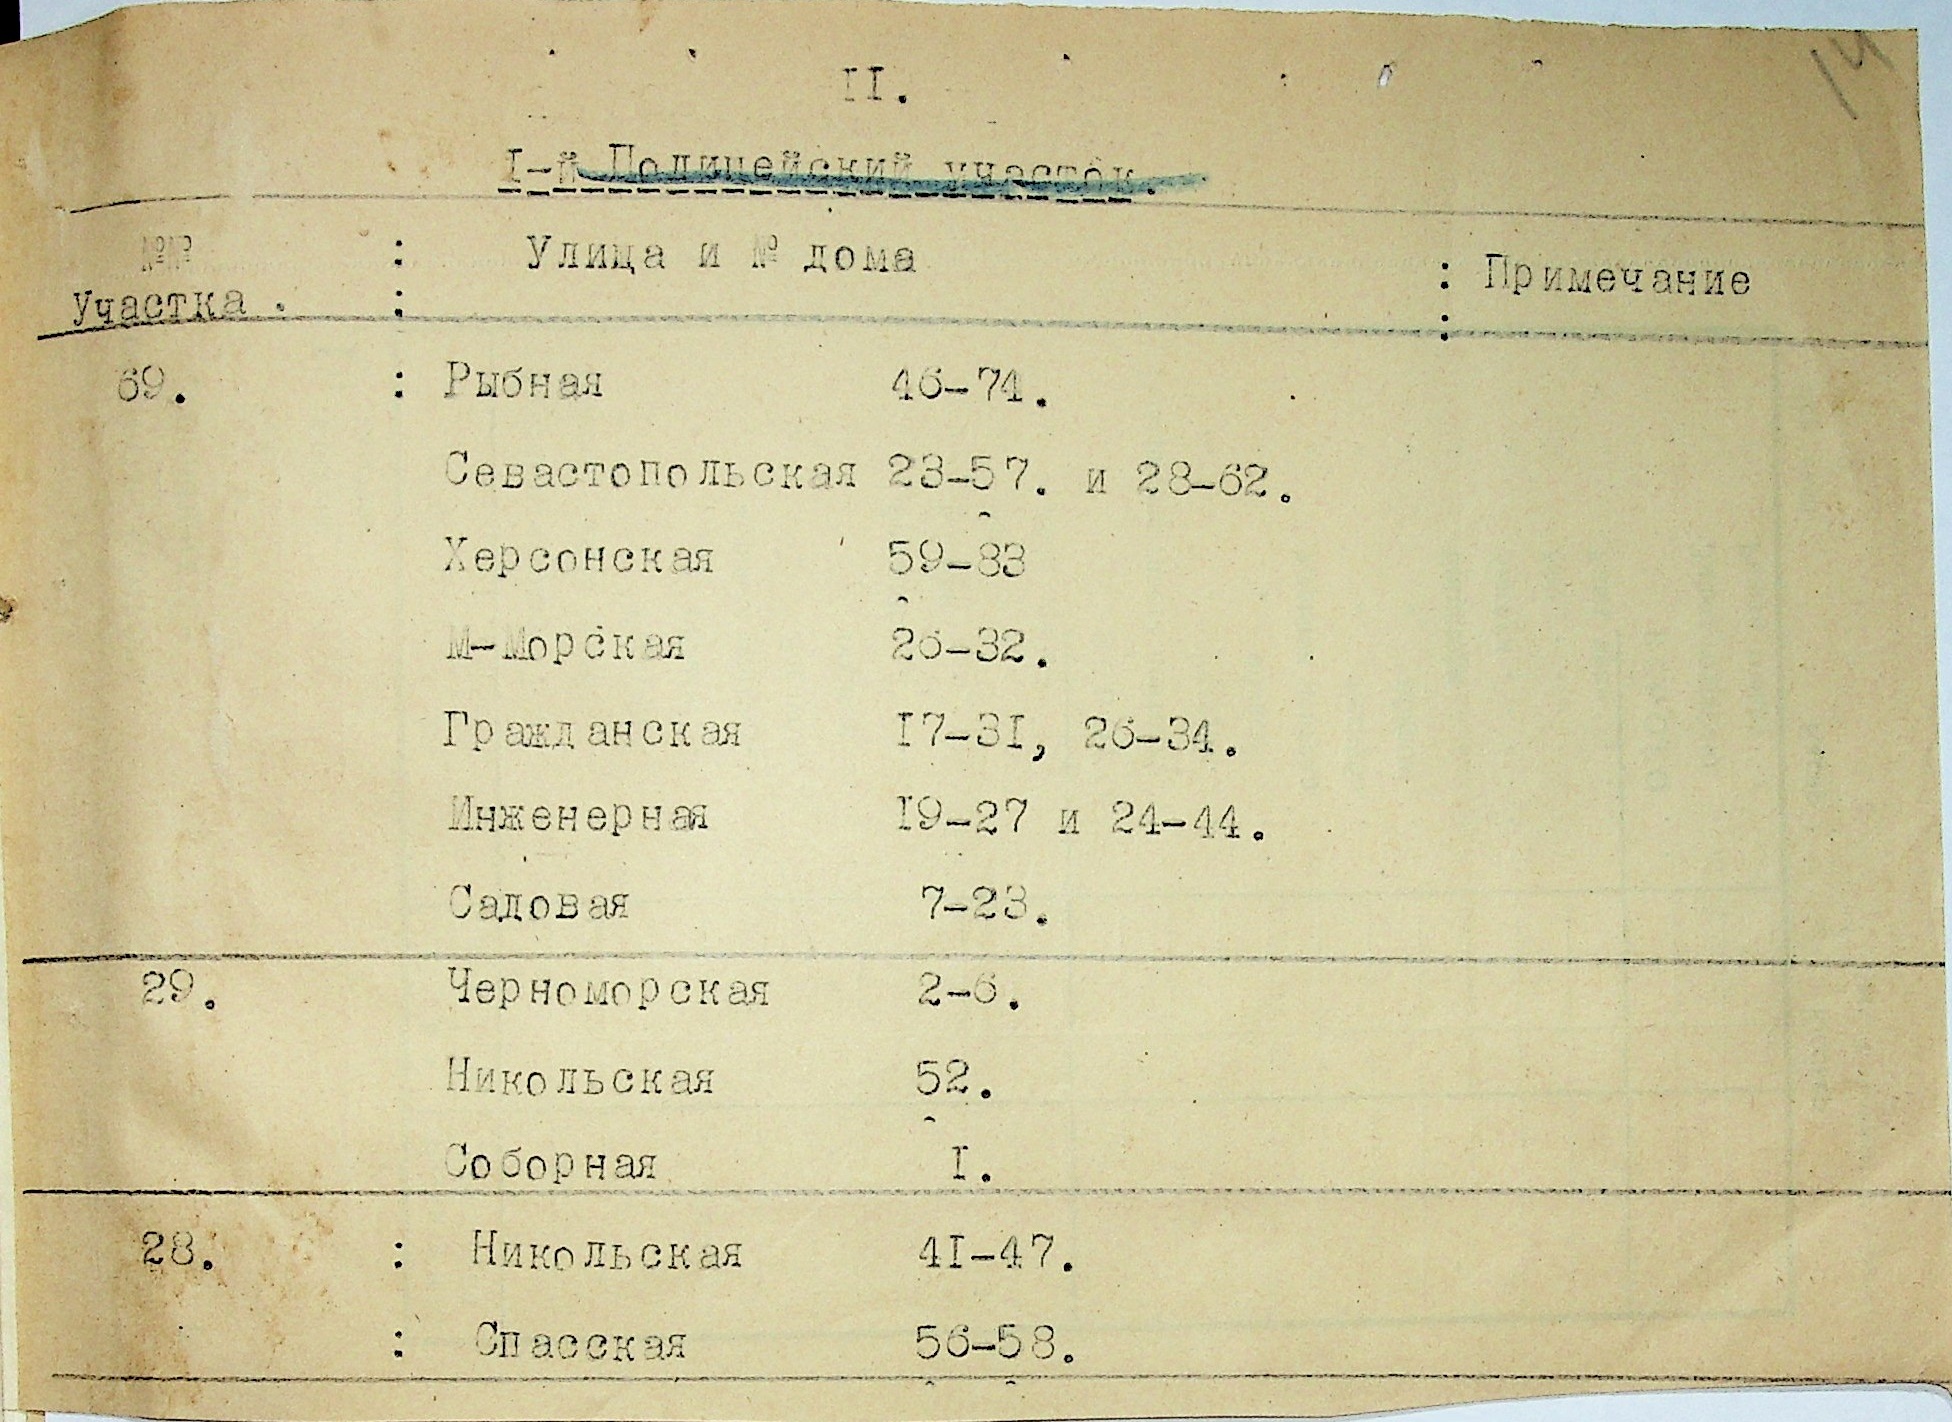 14
II.
I-й Полицейский участок.
№№ : Улица и № дома : Примечание
участка. : :
69. : Рыбная 46-74.
Севастопольская 23-57. и 28-62.
Херсонская 59-83
М-Морская 26-32.
Гражданская I7-3I, 26-34.
Инженерная I9-27 и 24-44.
Садовая 7-23.
29. Черноморская 2-6.
Никольская 52.
Соборная I.
28. : Никольская 4I-47.
: Спасская 56-58.